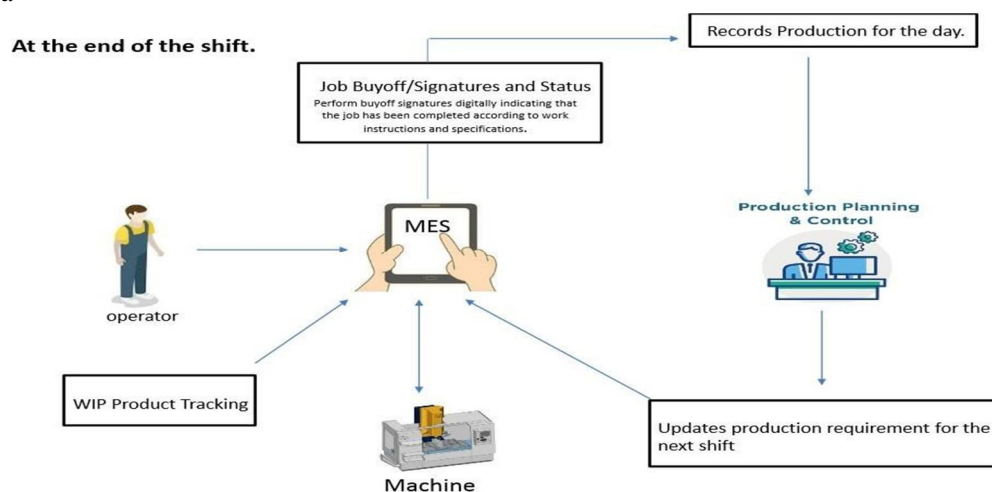 At the end of the shift.
Records Production for the day.
Job Buyoff/Signatures and Status
Perform buyoff signatures digitally indicating that
the job has been completed according to work
instructions and specifications.
MES
Production Planning
& Control
operator
WIP Product Tracking
Updates production requirement for the
next shift
Machine